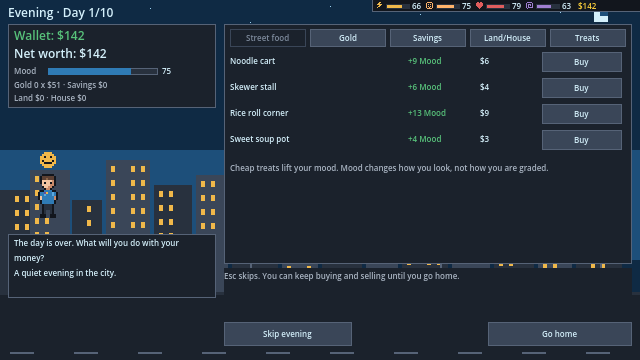 Evening · Day 1/10
66 75 79 63 $142
Wallet: $142
Net worth: $142
Mood 75
Gold 0 x $51 · Savings $0
Land $0 · House $0
Street food Gold Savings Land/House Treats
Noodle cart +9 Mood $6 Buy
Skewer stall +6 Mood $4 Buy
Rice roll corner +13 Mood $9 Buy
Sweet soup pot +4 Mood $3 Buy
Cheap treats lift your mood. Mood changes how you look, not how you are graded.
The day is over. What will you do with your
money?
A quiet evening in the city.
Esc skips. You can keep buying and selling until you go home.
Skip evening Go home